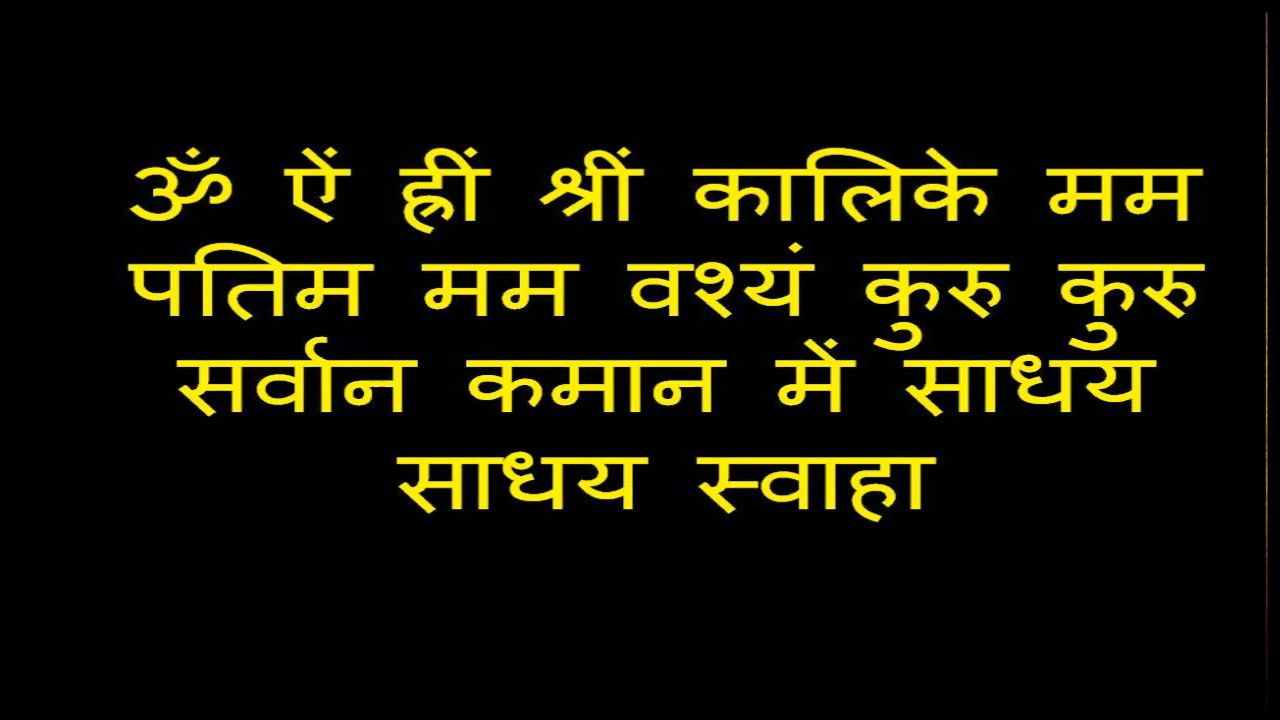 ॐ ऐं ह्रीं श्रीं कालिके मम
पतिम मम वश्यं कुरु कुरु
सर्वान कमान में साधय
साधय स्वाहा